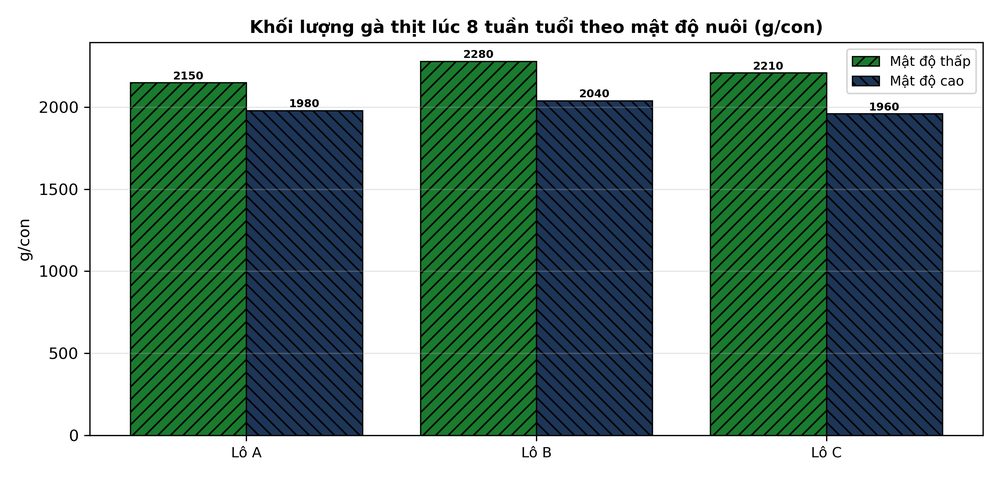 Khối lượng gà thịt lúc 8 tuần tuổi theo mật độ nuôi (g/con)
Mật độ thấp
Mật độ cao
2150
1980
2280
2040
2210
1960
g/con
2000
1500
1000
500
0
Lô A
Lô B
Lô C